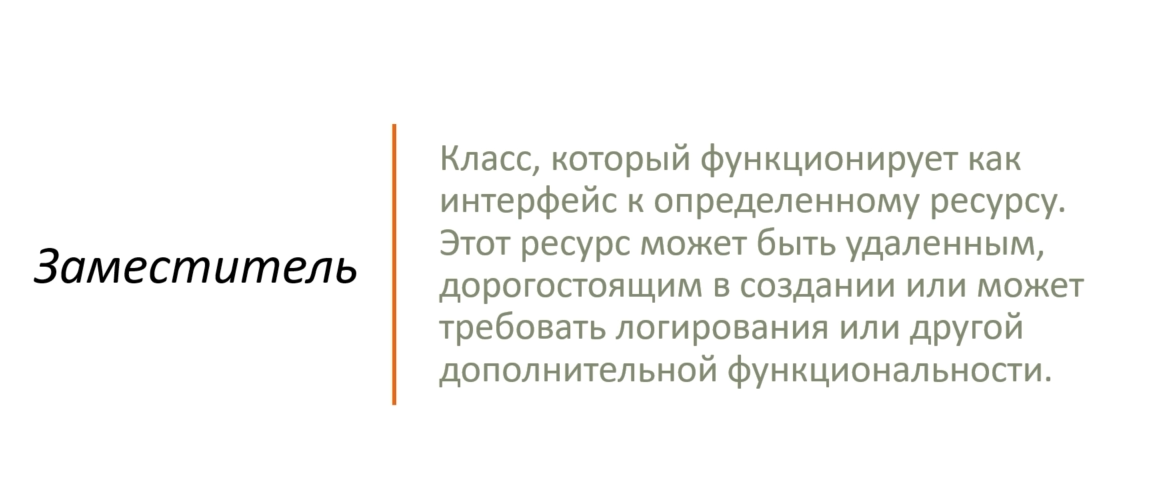 Заместитель
Класс, который функционирует как
интерфейс к определенному ресурсу.
Этот ресурс может быть удаленным,
дорогостоящим в создании или может
требовать логирования или другой
дополнительной функциональности.